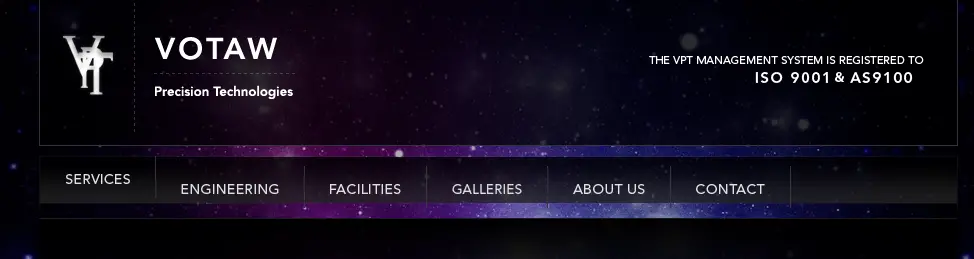 VPT
VOTAW
Precision Technologies
THE VPT MANAGEMENT SYSTEM IS REGISTERED TO
ISO 9001 & AS9100
SERVICES
ENGINEERING
FACILITIES
GALLERIES
ABOUT US
CONTACT